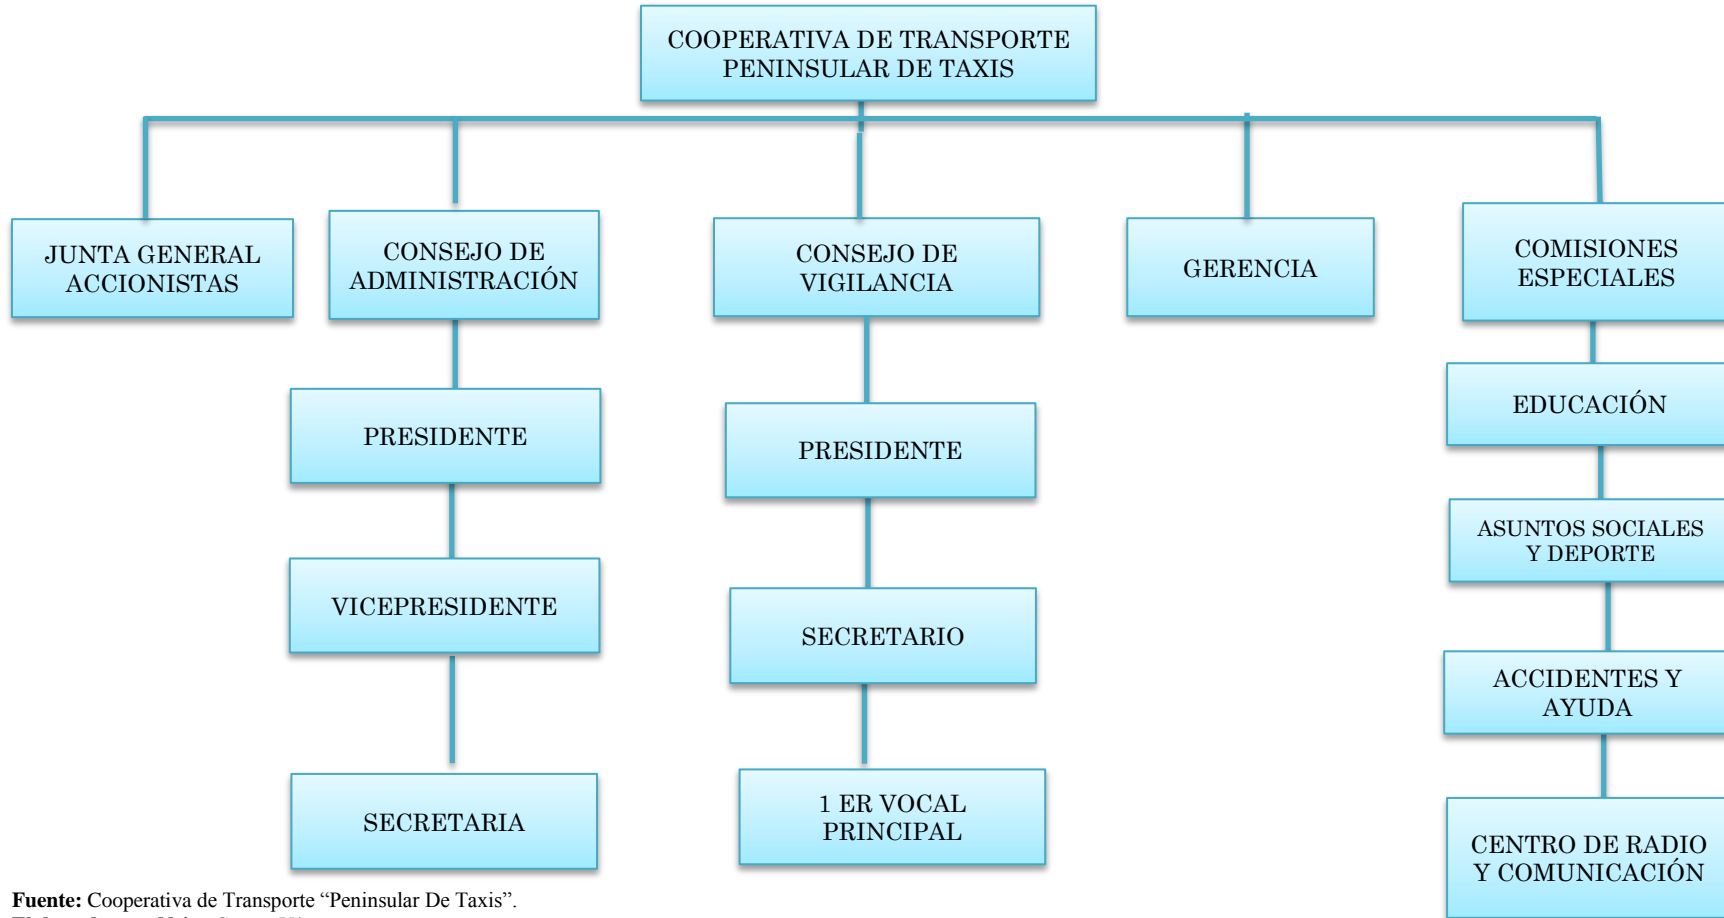 COOPERATIVA DE TRANSPORTE
PENINSULAR DE TAXIS
JUNTA GENERAL
ACCIONISTAS
CONSEJO DE
ADMINISTRACIÓN
CONSEJO DE
VIGILANCIA
GERENCIA
COMISIONES
ESPECIALES
PRESIDENTE
VICEPRESIDENTE
SECRETARIA
PRESIDENTE
SECRETARIO
1 ER VOCAL
PRINCIPAL
EDUCACIÓN
ASUNTOS SOCIALES
Y DEPORTE
ACCIDENTES Y
AYUDA
CENTRO DE RADIO
Y COMUNICACIÓN
Fuente: Cooperativa de Transporte “Peninsular De Taxis”.